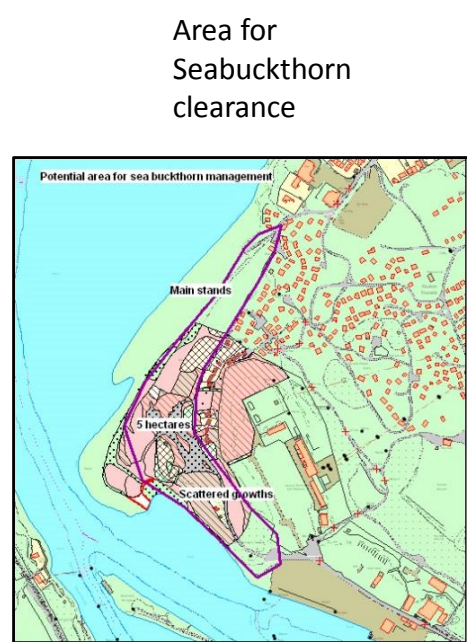 Area for
Seabuckthorn
clearance
Potential area for sea buckthorn management
Main stands
5 hectares
Scattered growths